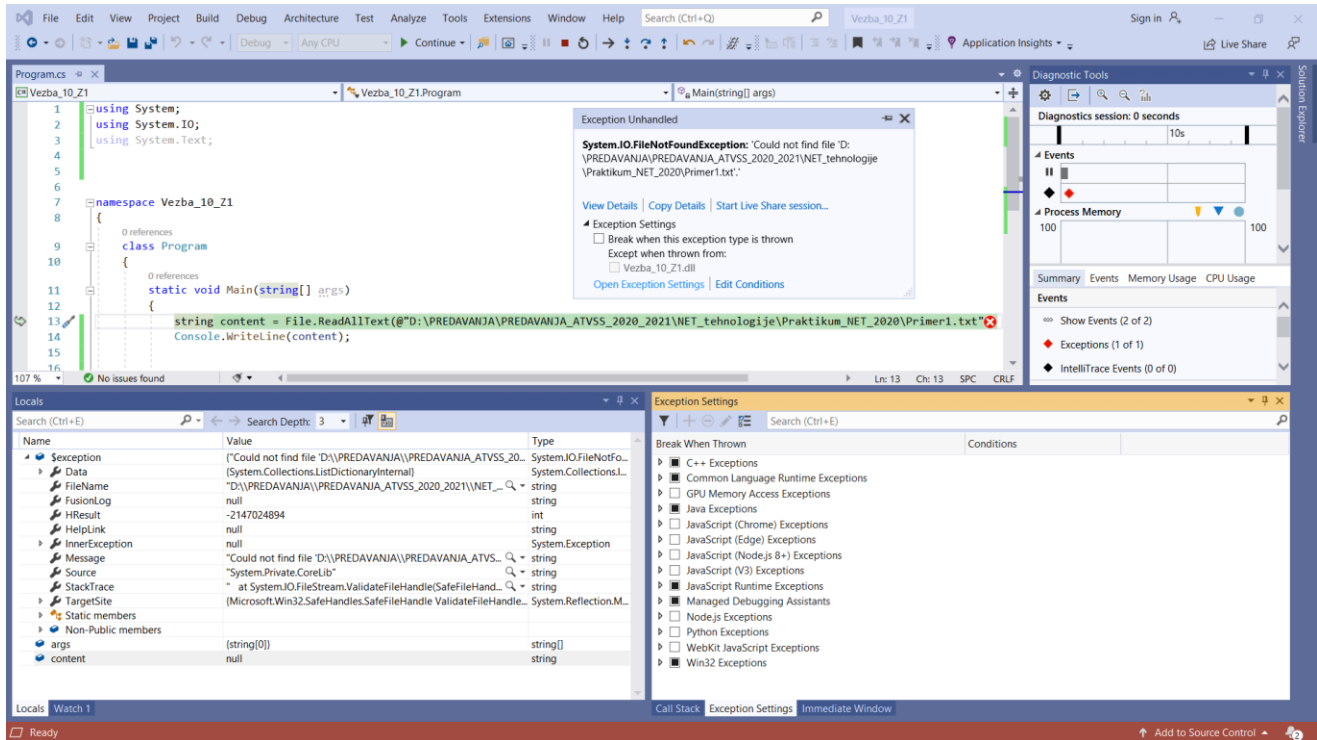 File Edit View Project Build Debug Architecture Test Analyze Tools Extensions Window Help Search (Ctrl+Q) Vezba_10_Z1 Sign in
Debug Any CPU Continue Application Insights Live Share
Program.cs
Vezba_10_Z1 Vezba_10_Z1.Program Main(string[] args)
1 using System;
2 using System.IO;
3 using System.Text;
4
5
6
7 namespace Vezba_10_Z1
8 {
0 references
9 class Program
10 {
0 references
11 static void Main(string[] args)
12 {
13 string content = File.ReadAllText(@"D:\PREDAVANJA\PREDAVANJA_ATVSS_2020_2021\NET_tehnologije\Praktikum_NET_2020\Primer1.txt"
14 Console.WriteLine(content);
15
16
107 % No issues found Ln: 13 Ch: 13 SPC CRLF
Exception Unhandled
System.IO.FileNotFoundException: 'Could not find file 'D:
\PREDAVANJA\PREDAVANJA_ATVSS_2020_2021\NET_tehnologije
\Praktikum_NET_2020\Primer1.txt'.'
View Details Copy Details Start Live Share session...
Exception Settings
Break when this exception type is thrown
Except when thrown from:
Vezba_10_Z1.dll
Open Exception Settings Edit Conditions
Diagnostic Tools
Diagnostics session: 0 seconds
10s
Events
Process Memory
100 100
Summary Events Memory Usage CPU Usage
Events
Show Events (2 of 2)
Exceptions (1 of 1)
IntelliTrace Events (0 of 0)
Solution Explorer
Locals
Search (Ctrl+E) Search Depth: 3
Name Value Type
$exception {"Could not find file 'D:\\PREDAVANJA\\PREDAVANJA_ATVSS_20... System.IO.FileNotFo...
Data {System.Collections.ListDictionaryInternal} System.Collections.I...
FileName "D:\\PREDAVANJA\\PREDAVANJA_ATVSS_2020_2021\\NET_... string
FusionLog null string
HResult -2147024894 int
HelpLink null string
InnerException null System.Exception
Message "Could not find file 'D:\\PREDAVANJA\\PREDAVANJA_ATVS... string
Source "System.Private.CoreLib" string
StackTrace " at System.IO.FileStream.ValidateFileHandle(SafeFileHand... string
TargetSite {Microsoft.Win32.SafeHandles.SafeFileHandle ValidateFileHandle... System.Reflection.M...
Static members
Non-Public members
args {string[0]} string[]
content null string
Locals Watch 1
Exception Settings
Search (Ctrl+E)
Break When Thrown Conditions
C++ Exceptions
Common Language Runtime Exceptions
GPU Memory Access Exceptions
Java Exceptions
JavaScript (Chrome) Exceptions
JavaScript (Edge) Exceptions
JavaScript (Node.js 8+) Exceptions
JavaScript (V3) Exceptions
JavaScript Runtime Exceptions
Managed Debugging Assistants
Node.js Exceptions
Python Exceptions
WebKit JavaScript Exceptions
Win32 Exceptions
Call Stack Exception Settings Immediate Window
Ready Add to Source Control 2